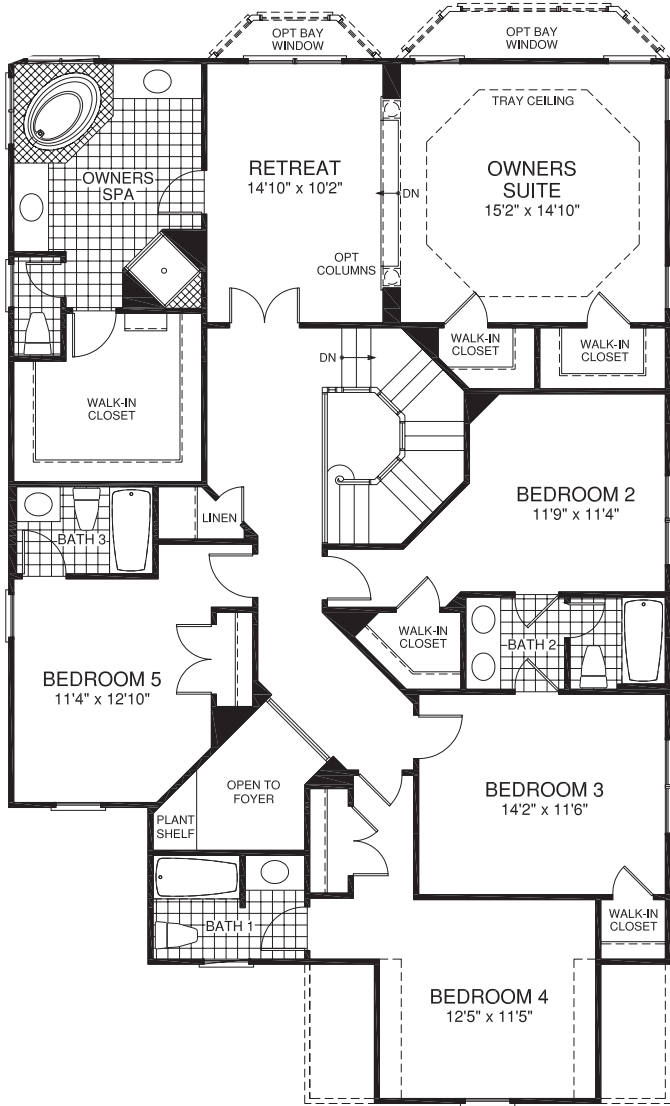 OPT BAY
WINDOW
OPT BAY
WINDOW
TRAY CEILING
OWNERS
SPA
RETREAT
14'10" x 10'2"
DN
OWNERS
SUITE
15'2" x 14'10"
OPT
COLUMNS
WALK-IN
CLOSET
WALK-IN
CLOSET
DN
WALK-IN
CLOSET
BEDROOM 2
11'9" x 11'4"
LINEN
BATH 3
WALK-IN
CLOSET
BATH 2
BEDROOM 5
11'4" x 12'10"
OPEN TO
FOYER
PLANT
SHELF
BEDROOM 3
14'2" x 11'6"
BATH 1
WALK-IN
CLOSET
BEDROOM 4
12'5" x 11'5"